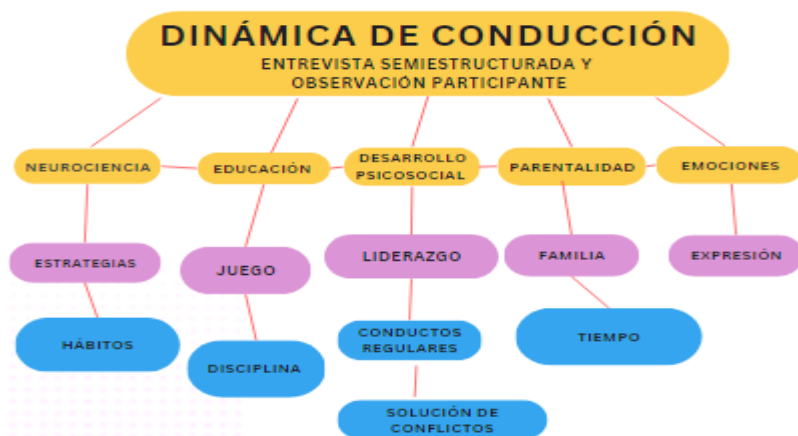 DINÁMICA DE CONDUCCIÓN
ENTREVISTA SEMIESTRUCTURADA Y
OBSERVACIÓN PARTICIPANTE
NEUROCIENCIA
EDUCACIÓN
DESARROLLO
PSICOSOCIAL
PARENTALIDAD
EMOCIONES
ESTRATEGIAS
JUEGO
LIDERAZGO
FAMILIA
EXPRESIÓN
HÁBITOS
DISCIPLINA
CONDUCTOS
REGULARES
TIEMPO
SOLUCIÓN DE
CONFLICTOS